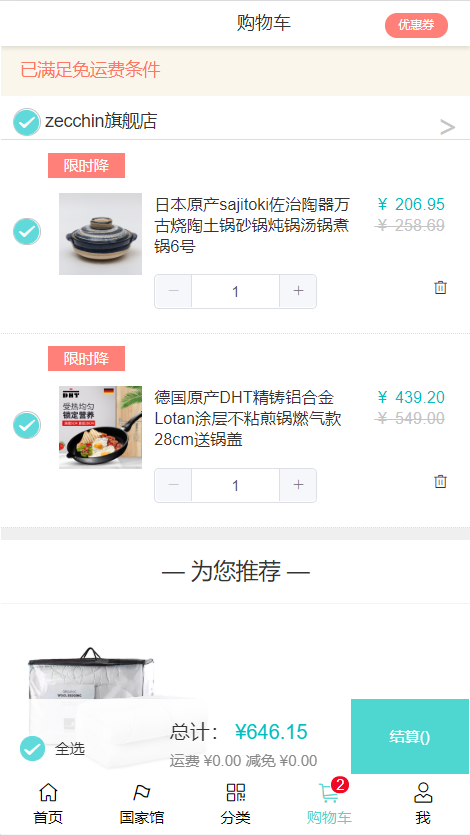 购物车
优惠券
已满足免运费条件
zecchin旗舰店
>
限时降
日本原产sajitoki佐治陶器万
古烧陶土锅砂锅炖锅汤锅煮
锅6号
¥ 206.95
¥ 258.69
− 1 +
限时降
DHT
受热均匀
锁定营养
德国原产DHT精铸铝合金
Lotan涂层不粘煎锅燃气款
28cm送锅盖
¥ 439.20
¥ 549.00
− 1 +
— 为您推荐 —
全选
总计： ¥646.15
运费 ¥0.00 减免 ¥0.00
结算()
2
首页
国家馆
分类
购物车
我